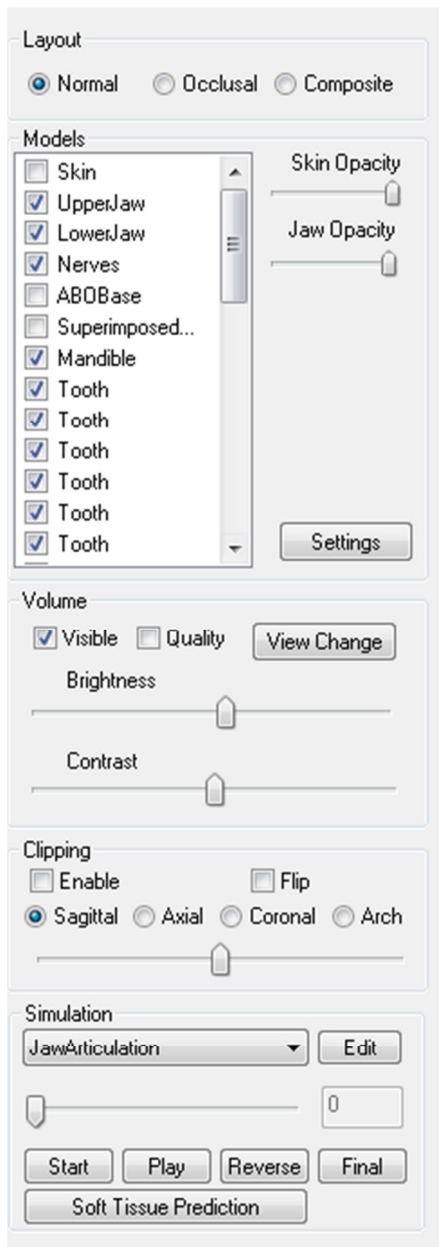 Layout
Normal Occlusal Composite
Models
Skin
UpperJaw
LowerJaw
Nerves
ABOBase
Superimposed...
Mandible
Tooth
Tooth
Tooth
Tooth
Tooth
Tooth
Skin Opacity
Jaw Opacity
Settings
Volume
Visible Quality View Change
Brightness
Contrast
Clipping
Enable Flip
Sagittal Axial Coronal Arch
Simulation
JawArticulation Edit
0
Start Play Reverse Final
Soft Tissue Prediction